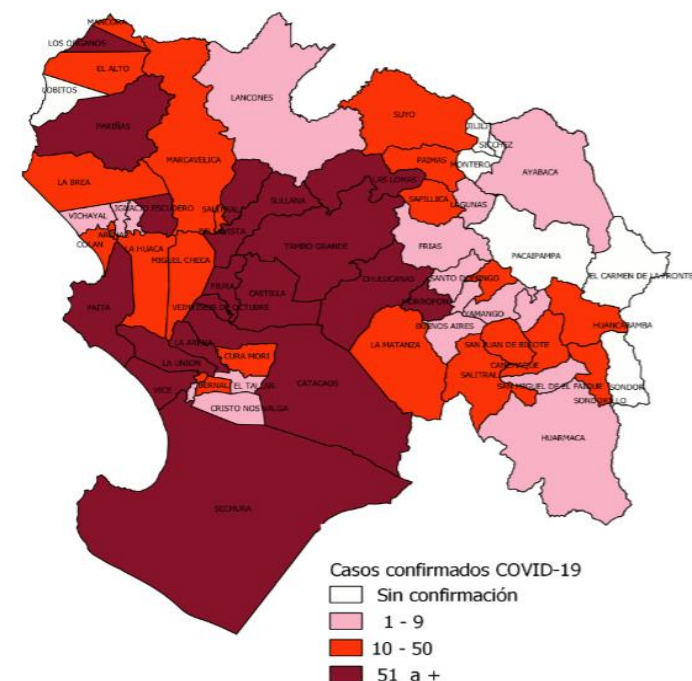 MANCORA
LOS ORGANOS
EL ALTO
LOBITOS
LANCONES
PARIÑAS
SUYO
JILILI
SICCHEZ
MARCAVELICA
PAIMAS
MONTERO
AYABACA
LAS LOMAS
LA BREA
SULLANA
SAPILLICA
LAGUNAS
IGNACIO ESCUDERO
SALITRAL
VICHAYAL
ARENAL
COLAN
LA HUACA
MIGUEL CHECA
TAMBO GRANDE
FRIAS
PACAIPAMPA
EL CARMEN DE LA FRONTE
CHULUCANAS
SANTO DOMINGO
PIURA
CASTILLA
PAITA
VEINTISEIS DE OCTUBRE
MORROPON
YAMANGO
BUENOS AIRES
HUANCABAMBA
LA ARENA
LA MATANZA
SAN JUAN DE BIGOTE
CURA MORI
LA UNION
CANCHAQUE
SALITRAL
SONDOR
VICE
BERNAL
EL TALLAN
CATACAOS
SAN MIGUEL DE EL FAIQUE
SONDORILLO
CRISTO NOS VALGA
HUARMACA
SECHURA
Casos confirmados COVID-19
Sin confirmación
1 - 9
10 - 50
51 a +